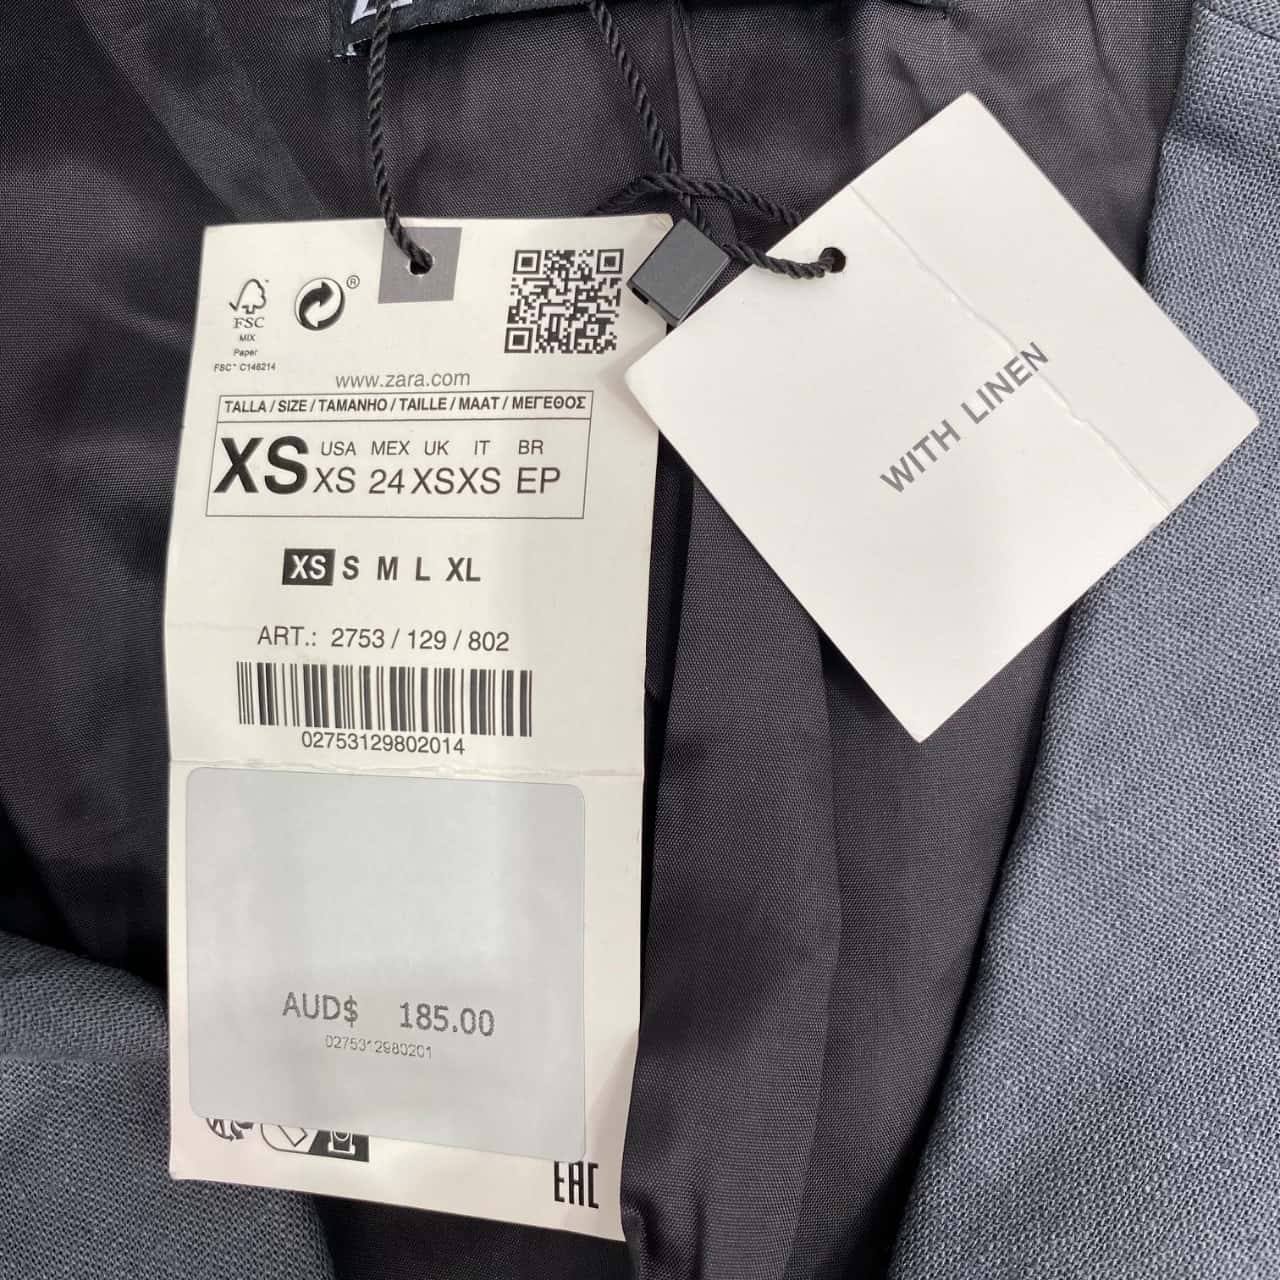 FSC
MIX
Paper
FSC® C146214
®
www.zara.com
TALLA / SIZE / TAMANHO / TAILLE / MAAT / ΜΕΓΕΘΟΣ
XS USA MEX UK IT BR
XS 24 XS XS EP
XS S M L XL
ART.: 2753 / 129 / 802
02753129802014
AUD$ 185.00
0275312980201
EAC
WITH LINEN